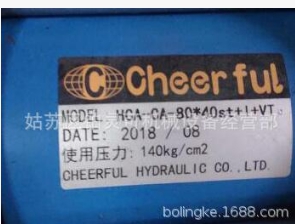 Cheerful
MODEL HCA-CA-80*40st+I+VT
DATE: 2018 / 08
使用压力: 140kg/cm2
CHEERFUL HYDRAULIC CO., LTD.
bolingke.1688.com